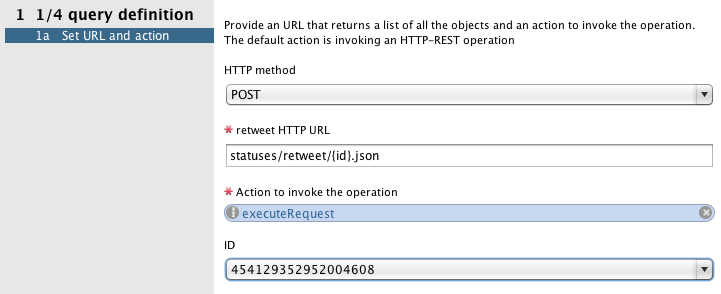 1 1/4 query definition
1a Set URL and action
Provide an URL that returns a list of all the objects and an action to invoke the operation.
The default action is invoking an HTTP-REST operation
HTTP method
POST
* retweet HTTP URL
statuses/retweet/{id}.json
* Action to invoke the operation
executeRequest
ID
454129352952004608